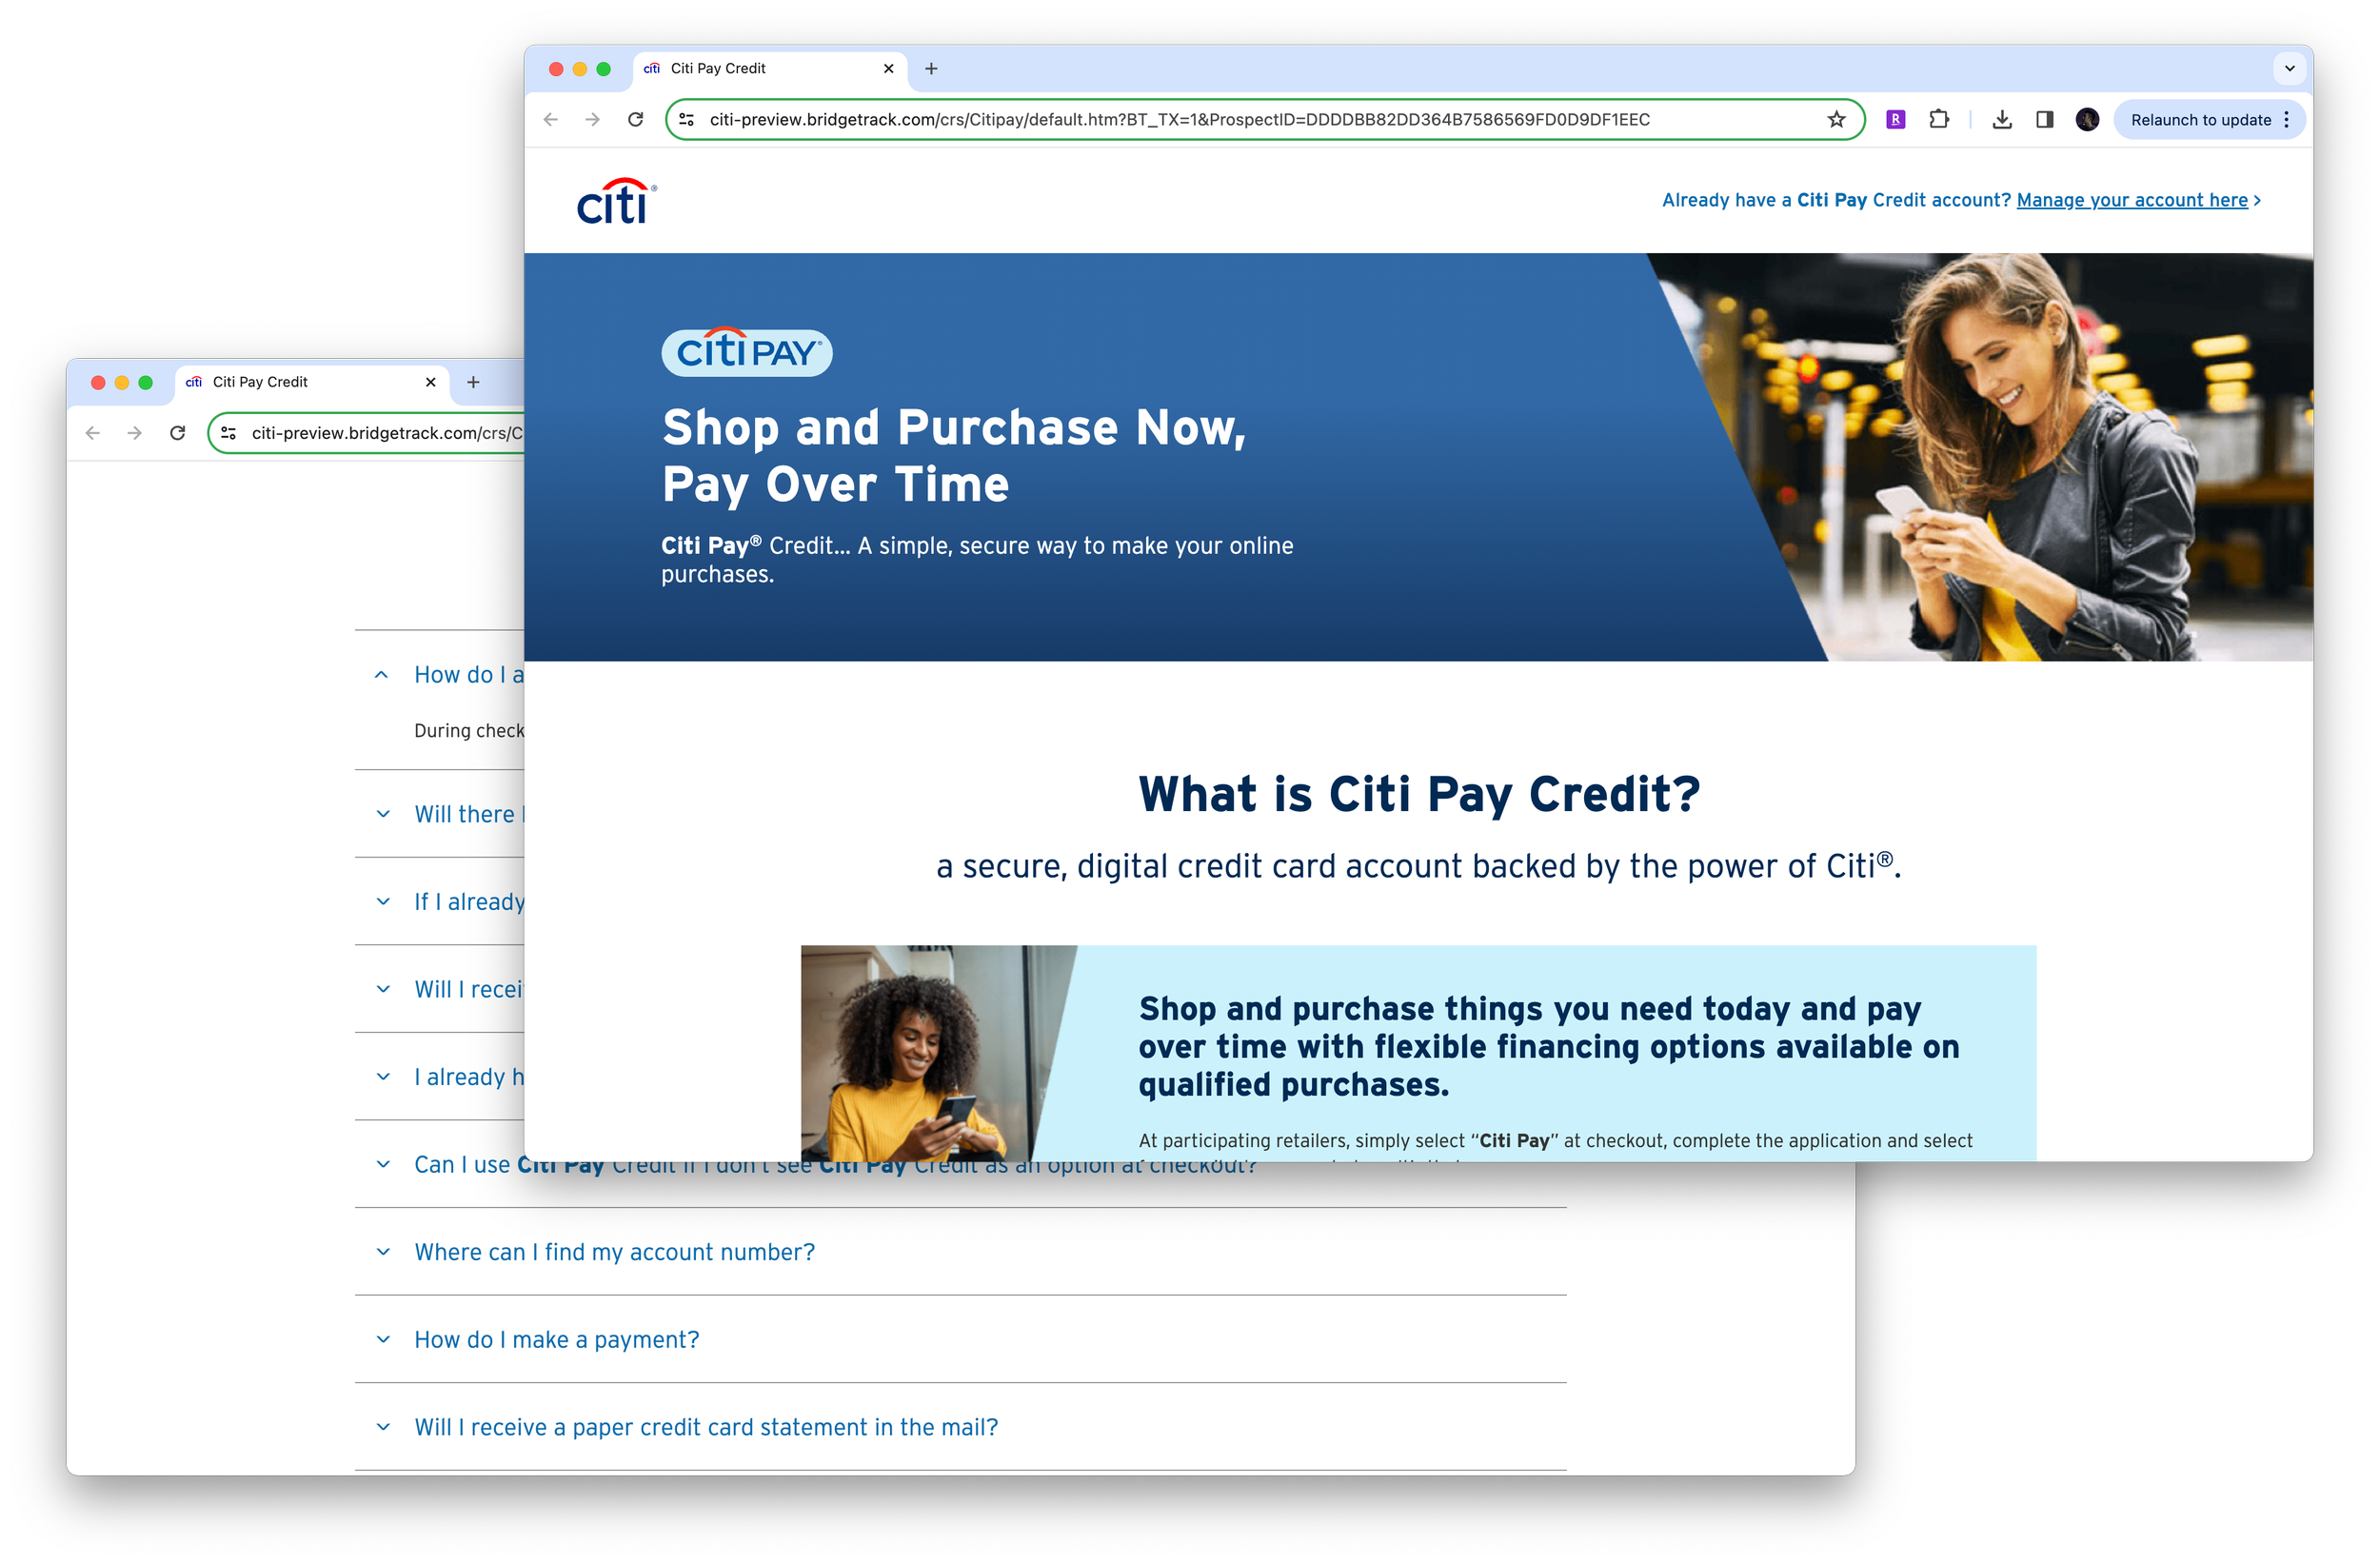 citi Citi Pay Credit
citi-preview.bridgetrack.com/crs/Citipay/default.htm?BT_TX=1&ProspectID=DDDDBB82DD364B7586569FD0D9DF1EEC
R
Relaunch to update
citi®
Already have a Citi Pay Credit account? Manage your account here
citi PAY®
Shop and Purchase Now,
Pay Over Time
Citi Pay® Credit... A simple, secure way to make your online
purchases.
What is Citi Pay Credit?
a secure, digital credit card account backed by the power of Citi®.
Shop and purchase things you need today and pay
over time with flexible financing options available on
qualified purchases.
At participating retailers, simply select “Citi Pay” at checkout, complete the application and select
citi Citi Pay Credit
citi-preview.bridgetrack.com/crs/C
How do I a
During check
Will there
If I already
Will I recei
I already h
Can I use Citi Pay Credit if I don't see Citi Pay Credit as an option at checkout?
Where can I find my account number?
How do I make a payment?
Will I receive a paper credit card statement in the mail?